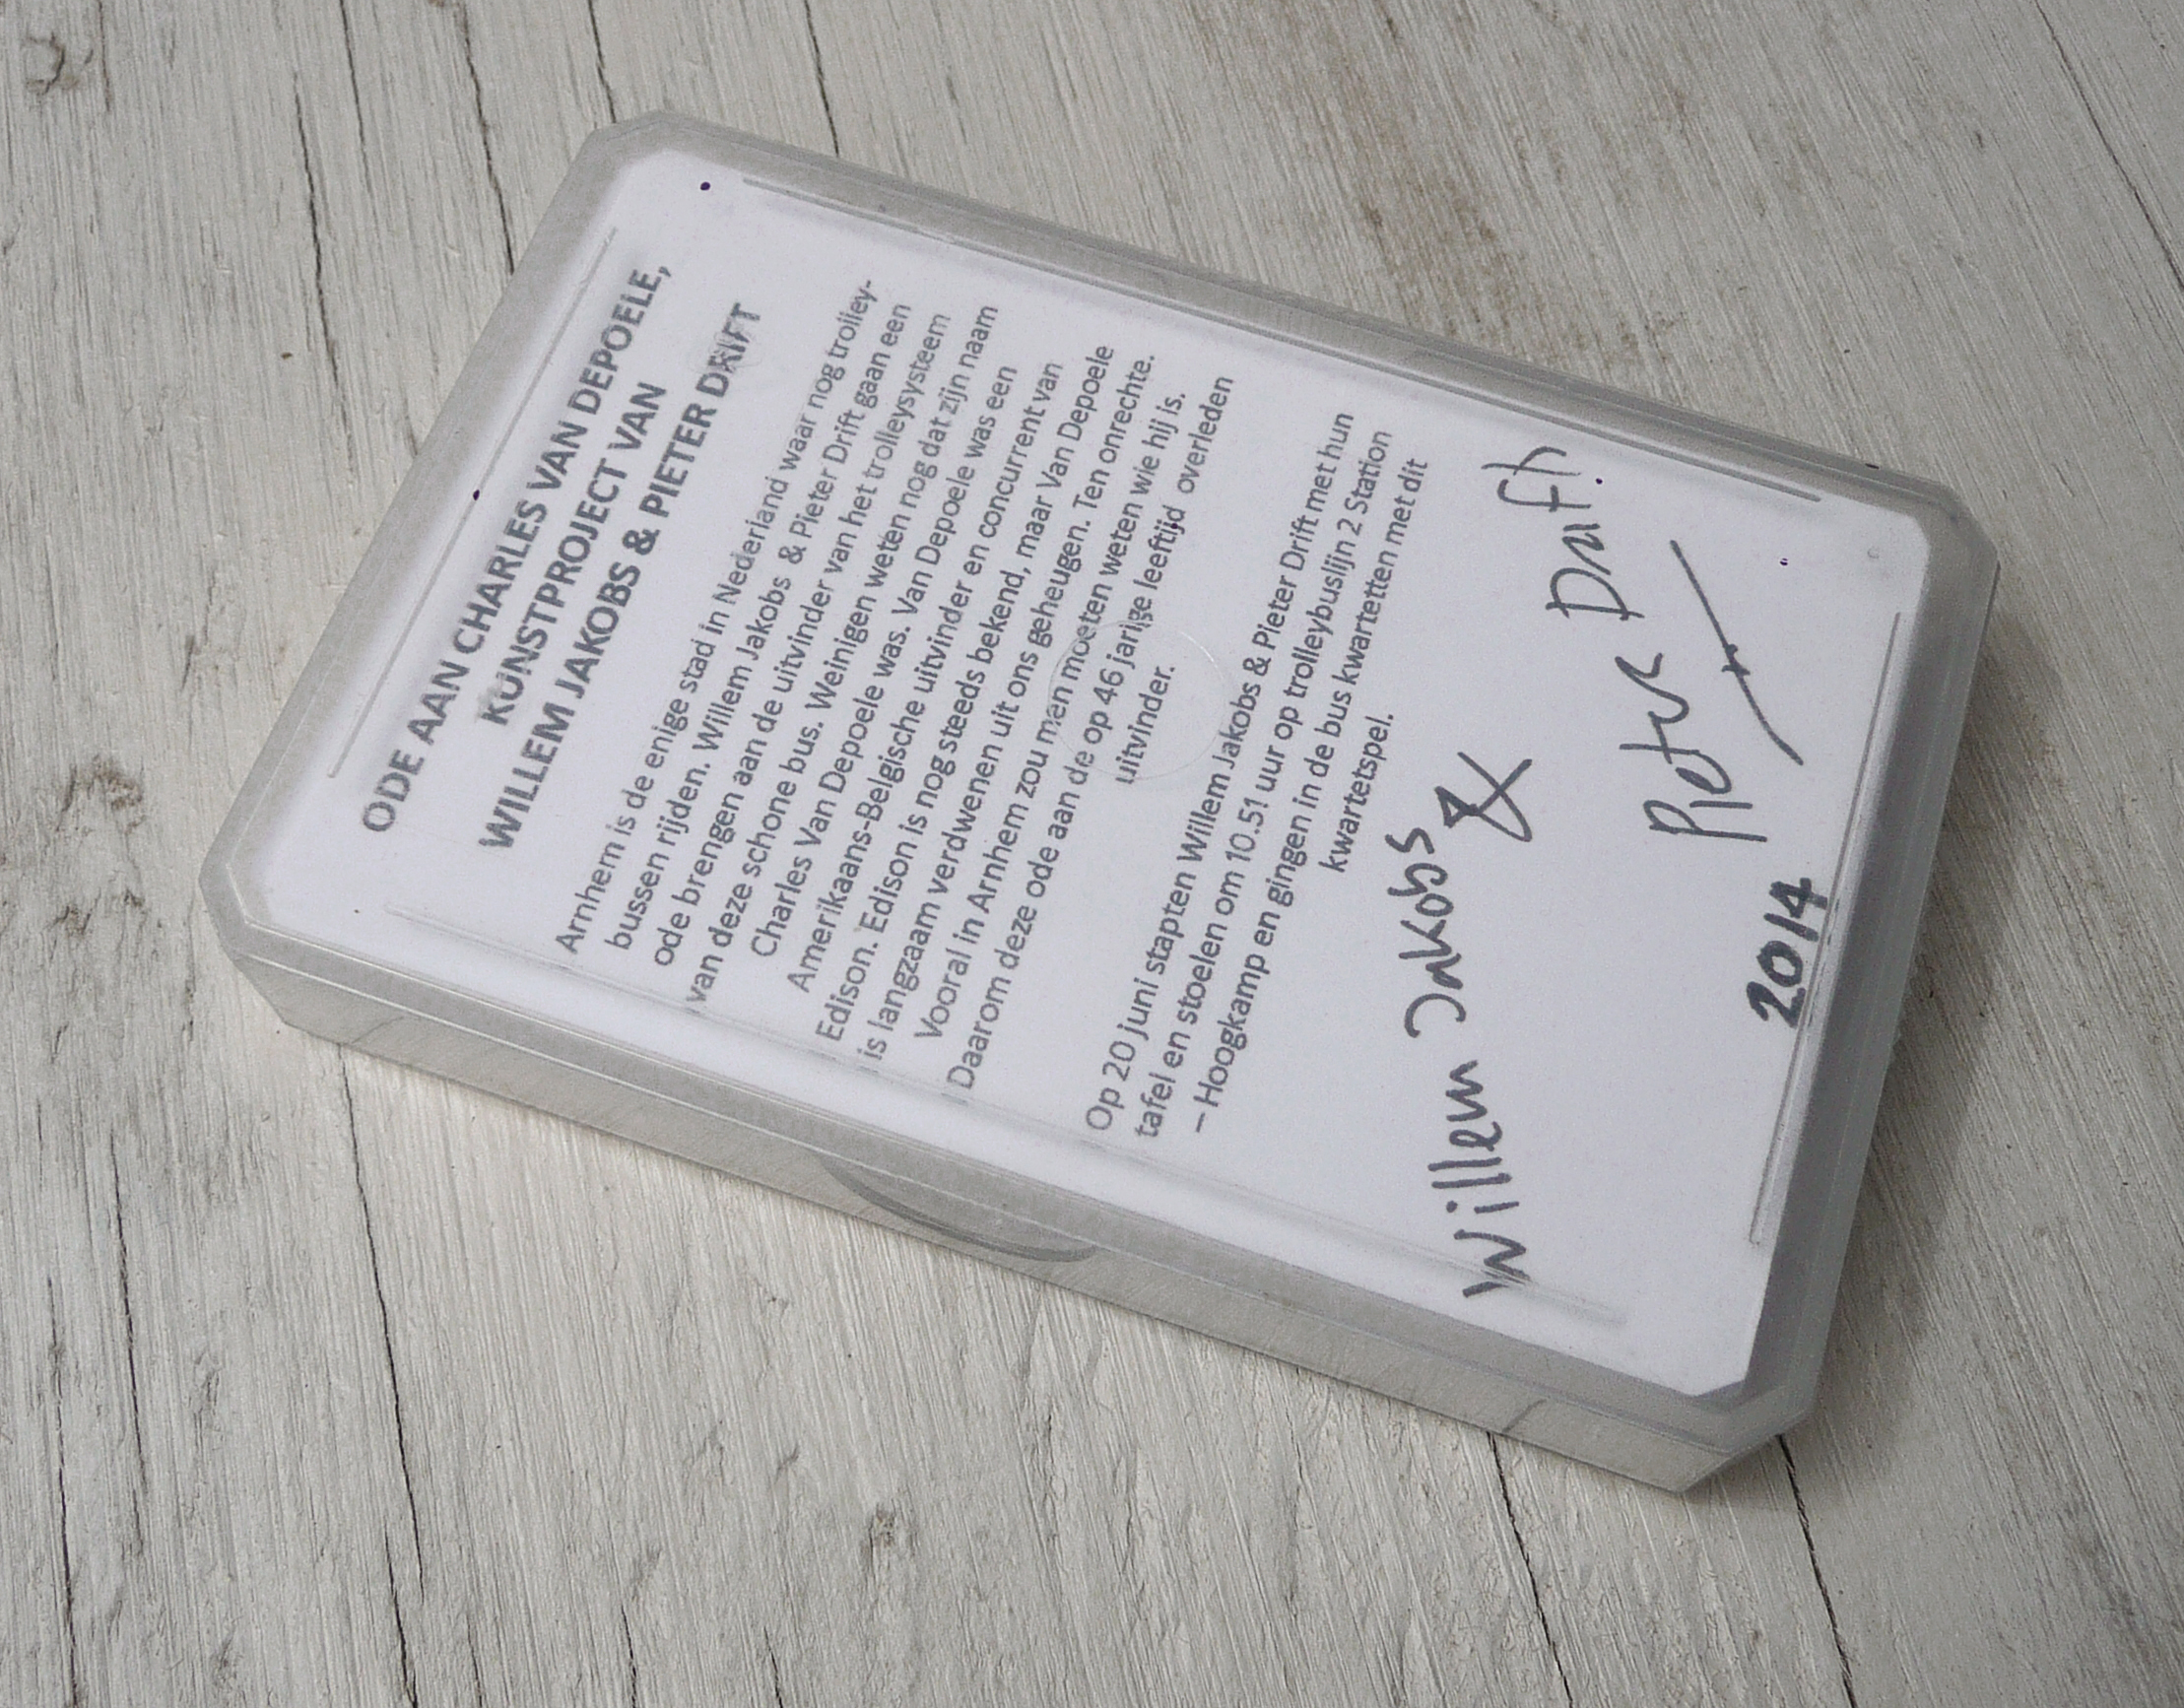 ODE AAN CHARLES VAN DEPOELE,
KUNSTPROJECT VAN
WILLEM JAKOBS & PIETER DRIFT
Arnhem is de enige stad in Nederland waar nog trolley-
bussen rijden. Willem Jakobs & Pieter Drift gaan een
ode brengen aan de uitvinder van het trolleysysteem
van deze schone bus. Weinigen weten nog dat zijn naam
Charles Van Depoele was. Van Depoele was een
Amerikaans-Belgische uitvinder en concurrent van
Edison. Edison is nog steeds bekend, maar Van Depoele
is langzaam verdwenen uit ons geheugen. Ten onrechte.
Vooral in Arnhem zou men moeten weten wie hij is.
Daarom deze ode aan de op 46 jarige leeftijd overleden
uitvinder.
Op 20 juni stapten Willem Jakobs & Pieter Drift met hun
tafel en stoelen om 10.51 uur op trolleybuslijn 2 Station
– Hoogkamp en gingen in de bus kwartetten met dit
kwartetspel.
Willem Jakobs
&
Pieter Drift
2014